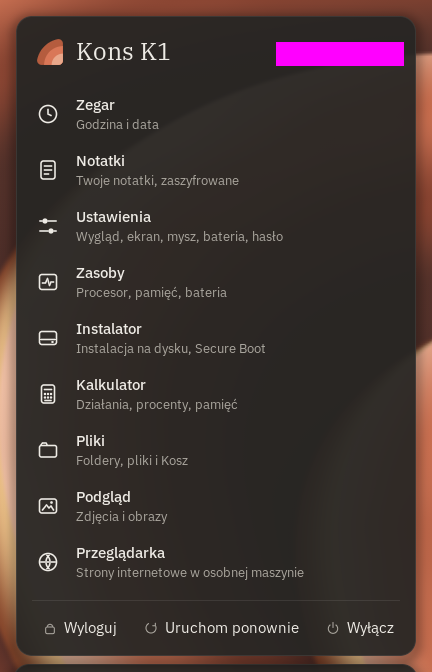 Kons K1
Zegar
Godzina i data
Notatki
Twoje notatki, zaszyfrowane
Ustawienia
Wygląd, ekran, mysz, bateria, hasło
Zasoby
Procesor, pamięć, bateria
Instalator
Instalacja na dysku, Secure Boot
Kalkulator
Działania, procenty, pamięć
Pliki
Foldery, pliki i Kosz
Podgląd
Zdjęcia i obrazy
Przeglądarka
Strony internetowe w osobnej maszynie
Wyloguj Uruchom ponownie Wyłącz